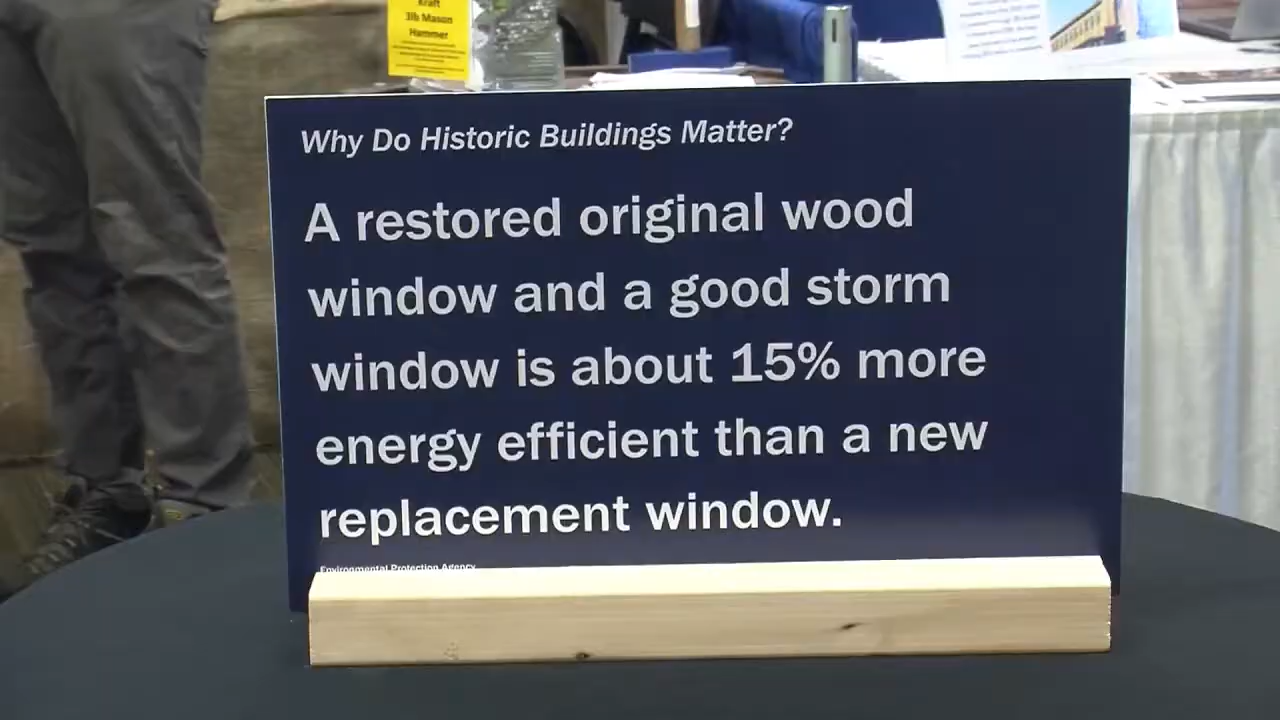 Kraft
3lb Mason
Hammer
Why Do Historic Buildings Matter?
A restored original wood
window and a good storm
window is about 15% more
energy efficient than a new
replacement window.
Environmental Protection Agency